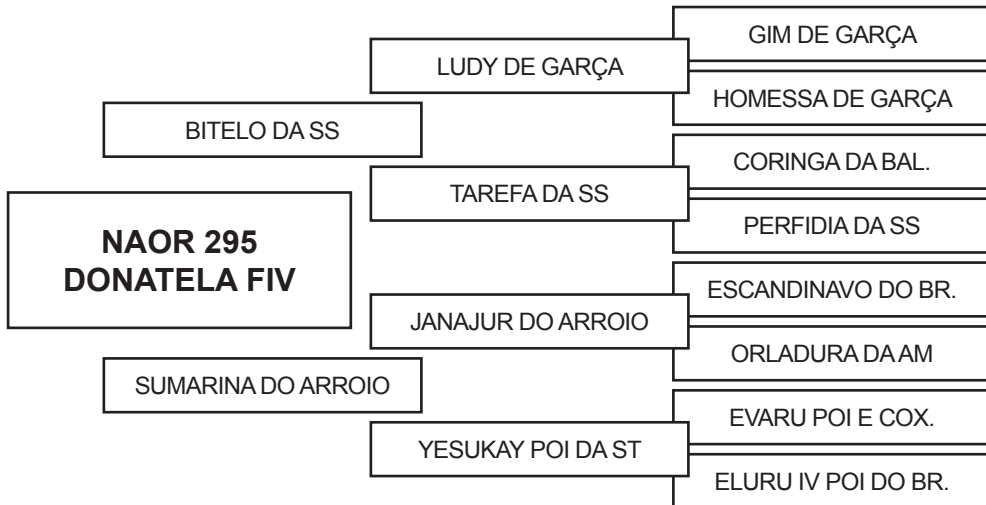 GIM DE GARÇA
LUDY DE GARÇA
HOMESSA DE GARÇA
BITELO DA SS
CORINGA DA BAL.
TAREFA DA SS
PERFIDIA DA SS
NAOR 295
DONATELA FIV
ESCANDINAVO DO BR.
JANAJUR DO ARROIO
ORLADURA DA AM
SUMARINA DO ARROIO
EVARU POI E COX.
YESUKAY POI DA ST
ELURU IV POI DO BR.